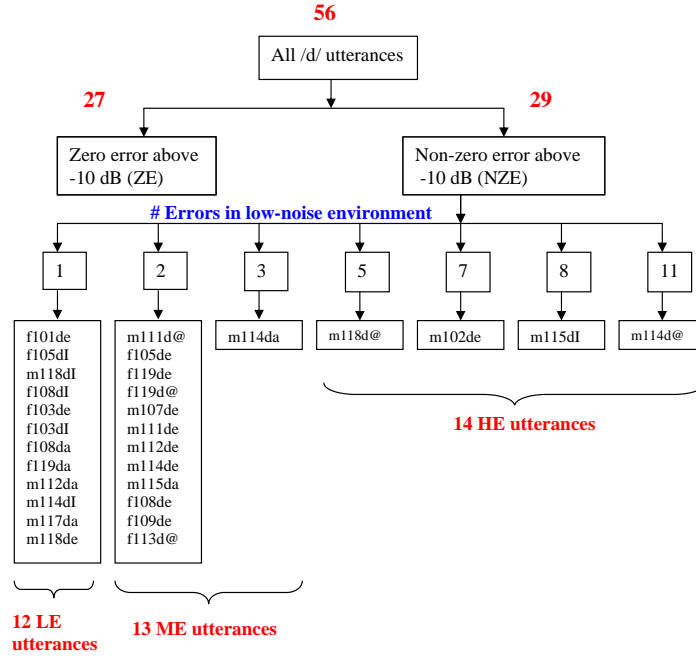 56
All /d/ utterances
27
29
Zero error above
-10 dB (ZE)
Non-zero error above
-10 dB (NZE)
# Errors in low-noise environment
1
2
3
5
7
8
11
f101de
f105dI
m118dI
f108dI
f103de
f103dI
f108da
f119da
m112da
m114dI
m117da
m118de
m111d@
f105de
f119de
f119d@
m107de
m111de
m112de
m114de
m115da
f108de
f109de
f113d@
m114da
m118d@
m102de
m115dI
m114d@
14 HE utterances
12 LE
utterances
13 ME utterances